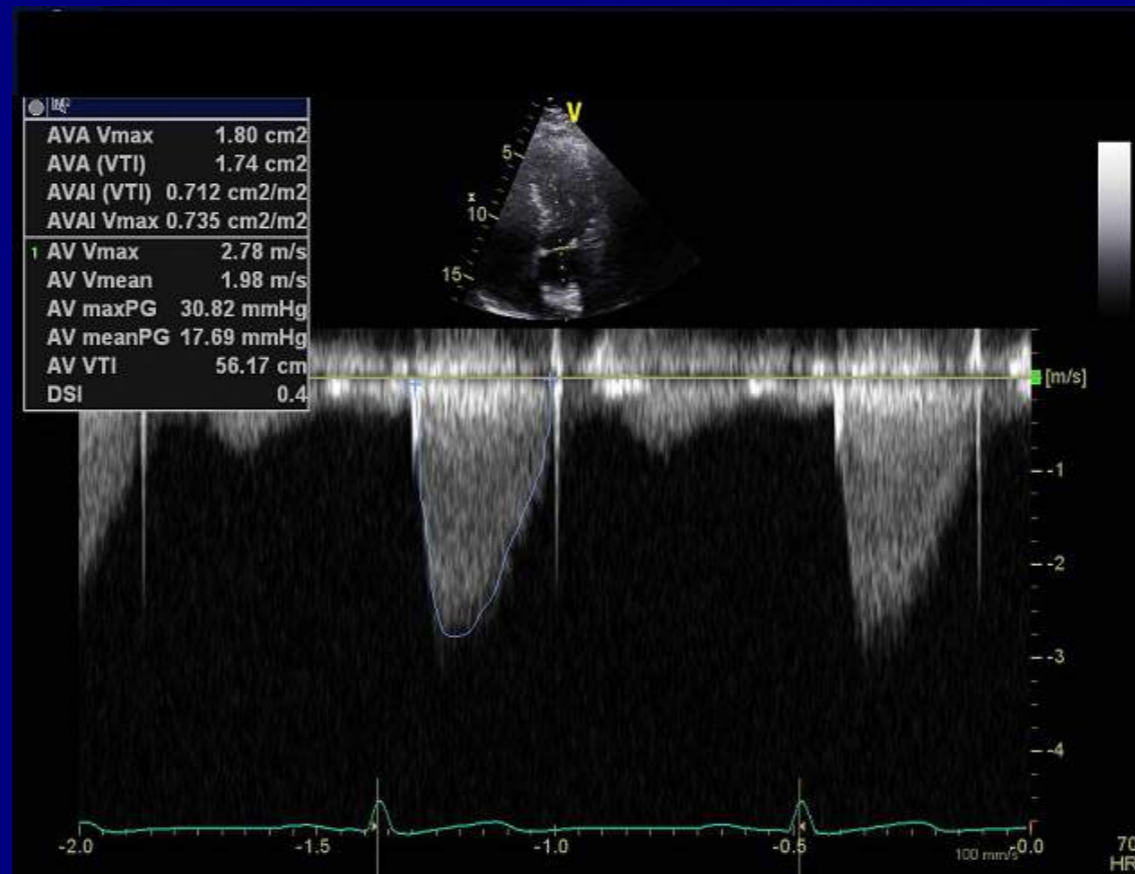 V
5
10
15
AVA Vmax 1.80 cm2
AVA (VTI) 1.74 cm2
AVAI (VTI) 0.712 cm2/m2
AVAI Vmax 0.735 cm2/m2
1 AV Vmax 2.78 m/s
AV Vmean 1.98 m/s
AV maxPG 30.82 mmHg
AV meanPG 17.69 mmHg
AV VTI 56.17 cm
DSI 0.4
[m/s]
-1
-2
-3
-4
-2.0 -1.5 -1.0 -0.5 -0.0
100 mm/s
70
HR